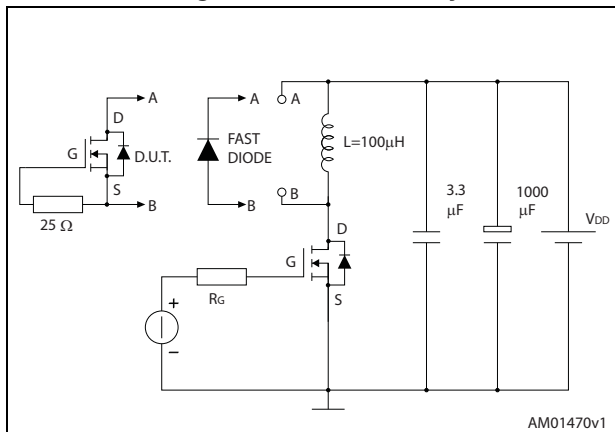 A
A
A
D
G
D.U.T.
FAST
DIODE
L=100μH
S
B
B
B
25 Ω
3.3
μF
1000
μF
VDD
D
G
S
RG
+
–
AM01470v1